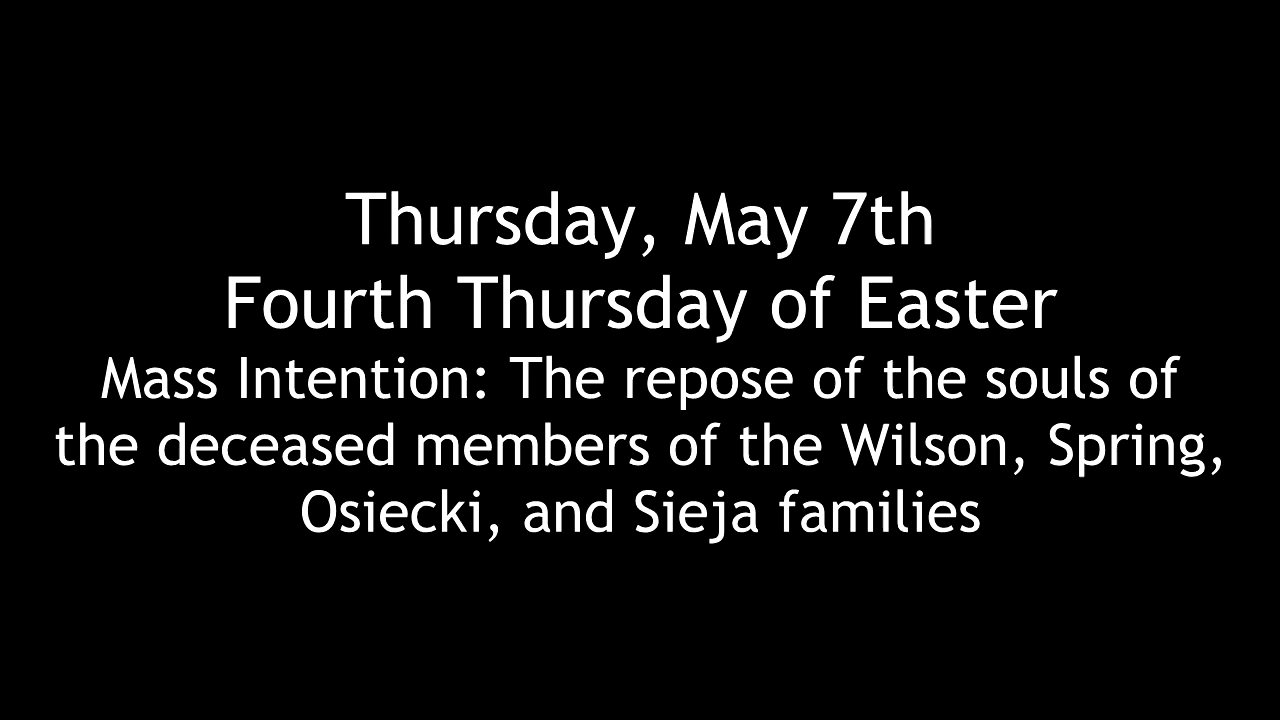 Thursday, May 7th
Fourth Thursday of Easter
Mass Intention: The repose of the souls of
the deceased members of the Wilson, Spring,
Osiecki, and Sieja families